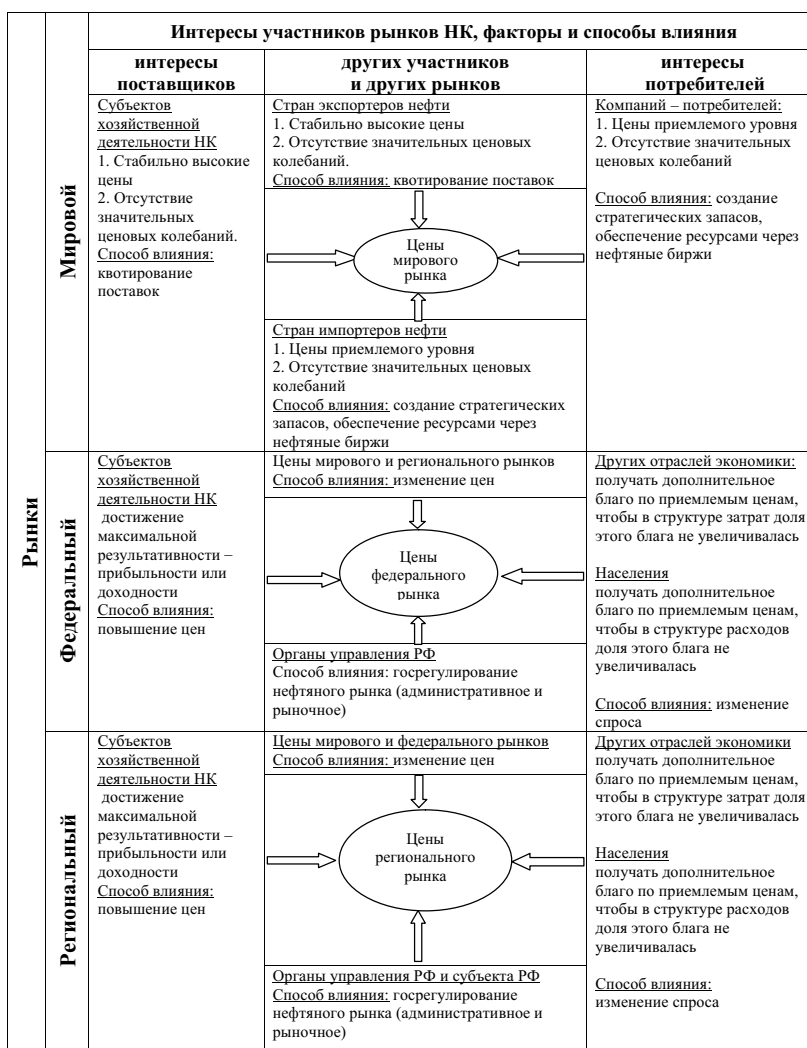 Интересы участников рынков НК, факторы и способы влияния
интересы
поставщиков
других участников
и других рынков
интересы
потребителей
Рынки
Мировой
Субъектов
хозяйственной
деятельности НК
1. Стабильно высокие
цены
2. Отсутствие
значительных
ценовых колебаний.
Способ влияния:
квотирование
поставок
Стран экспортеров нефти
1. Стабильно высокие цены
2. Отсутствие значительных ценовых
колебаний.
Способ влияния: квотирование поставок
Цены
мирового
рынка
Стран импортеров нефти
1. Цены приемлемого уровня
2. Отсутствие значительных ценовых
колебаний
Способ влияния: создание стратегических
запасов, обеспечение ресурсами через
нефтяные биржи
Компаний – потребителей:
1. Цены приемлемого уровня
2. Отсутствие значительных
ценовых колебаний
Способ влияния: создание
стратегических запасов,
обеспечение ресурсами через
нефтяные биржи
Федеральный
Субъектов
хозяйственной
деятельности НК
достижение
максимальной
результативности –
прибыльности или
доходности
Способ влияния:
повышение цен
Цены мирового и регионального рынков
Способ влияния: изменение цен
Цены
федерального
рынка
Органы управления РФ
Способ влияния: госрегулирование
нефтяного рынка (административное и
рыночное)
Других отраслей экономики:
получать дополнительное
благо по приемлемым ценам,
чтобы в структуре затрат доля
этого блага не увеличивалась
Населения
получать дополнительное
благо по приемлемым ценам,
чтобы в структуре расходов
доля этого блага не
увеличивалась
Способ влияния: изменение
спроса
Региональный
Субъектов
хозяйственной
деятельности НК
достижение
максимальной
результативности –
прибыльности или
доходности
Способ влияния:
повышение цен
Цены мирового и федерального рынков
Способ влияния: изменение цен
Цены
регионального
рынка
Органы управления РФ и субъекта РФ
Способ влияния: госрегулирование
нефтяного рынка (административное и
рыночное)
Других отраслей экономики
получать дополнительное
благо по приемлемым ценам,
чтобы в структуре затрат доля
этого блага не увеличивалась
Населения
получать дополнительное
благо по приемлемым ценам,
чтобы в структуре расходов
доля этого блага не
увеличивалась
Способ влияния:
изменение спроса